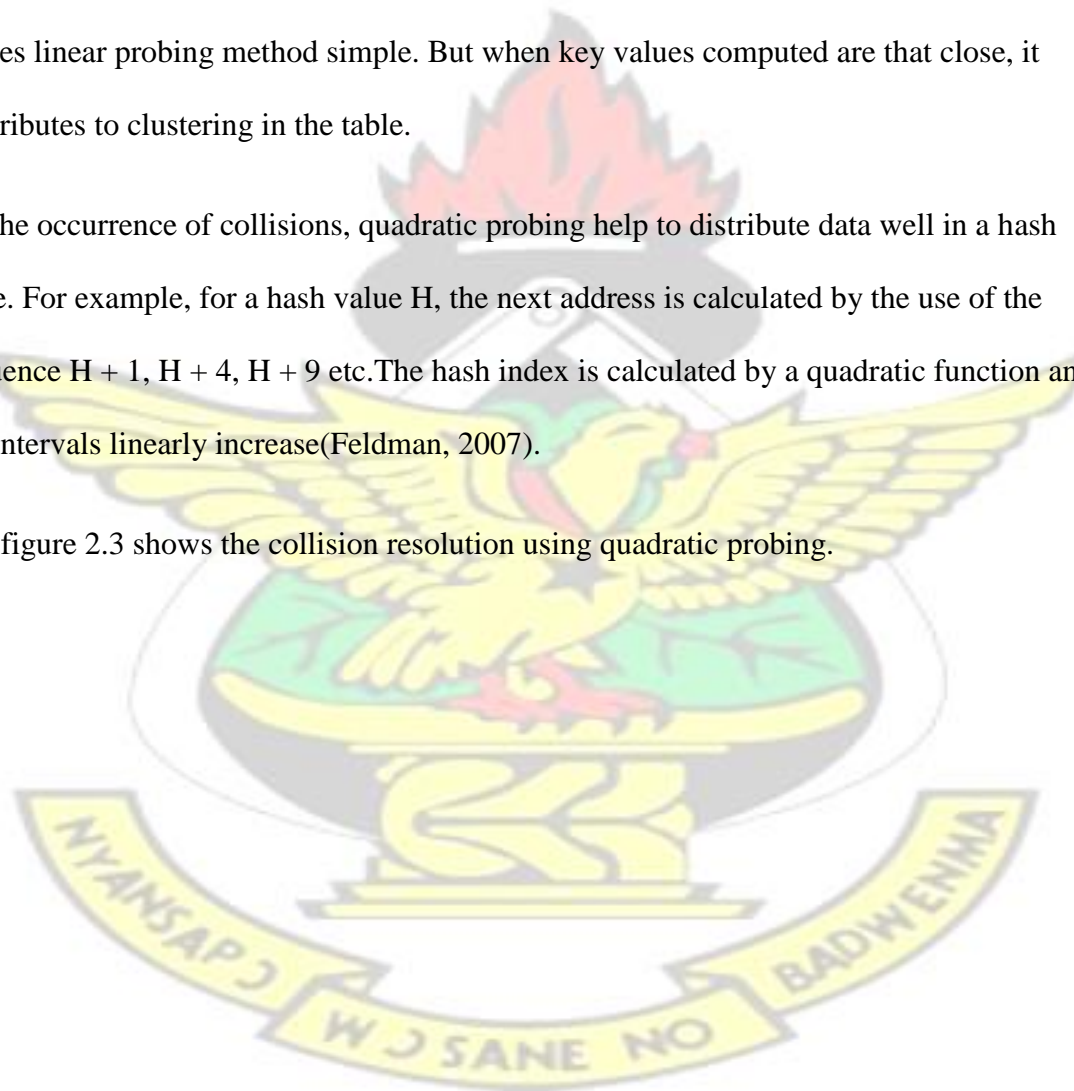 es linear probing method simple. But when key values computed are that close, it
ributes to clustering in the table.
he occurrence of collisions, quadratic probing help to distribute data well in a hash
e. For example, for a hash value H, the next address is calculated by the use of the
uence H + 1, H + 4, H + 9 etc.The hash index is calculated by a quadratic function an
ntervals linearly increase(Feldman, 2007).
figure 2.3 shows the collision resolution using quadratic probing.
NYANSAPƆ
WƆSANE NO
BADWENMA